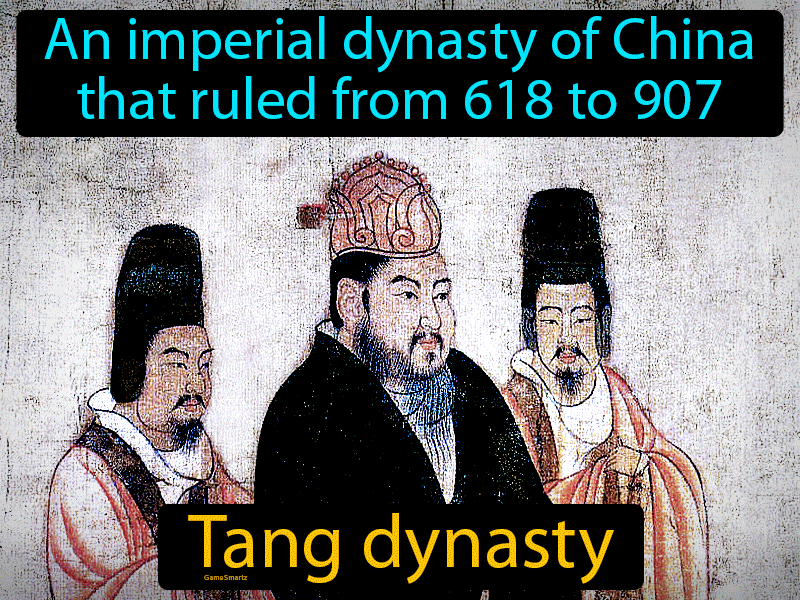 An imperial dynasty of China
that ruled from 618 to 907
Tang dynasty
GameSmartz